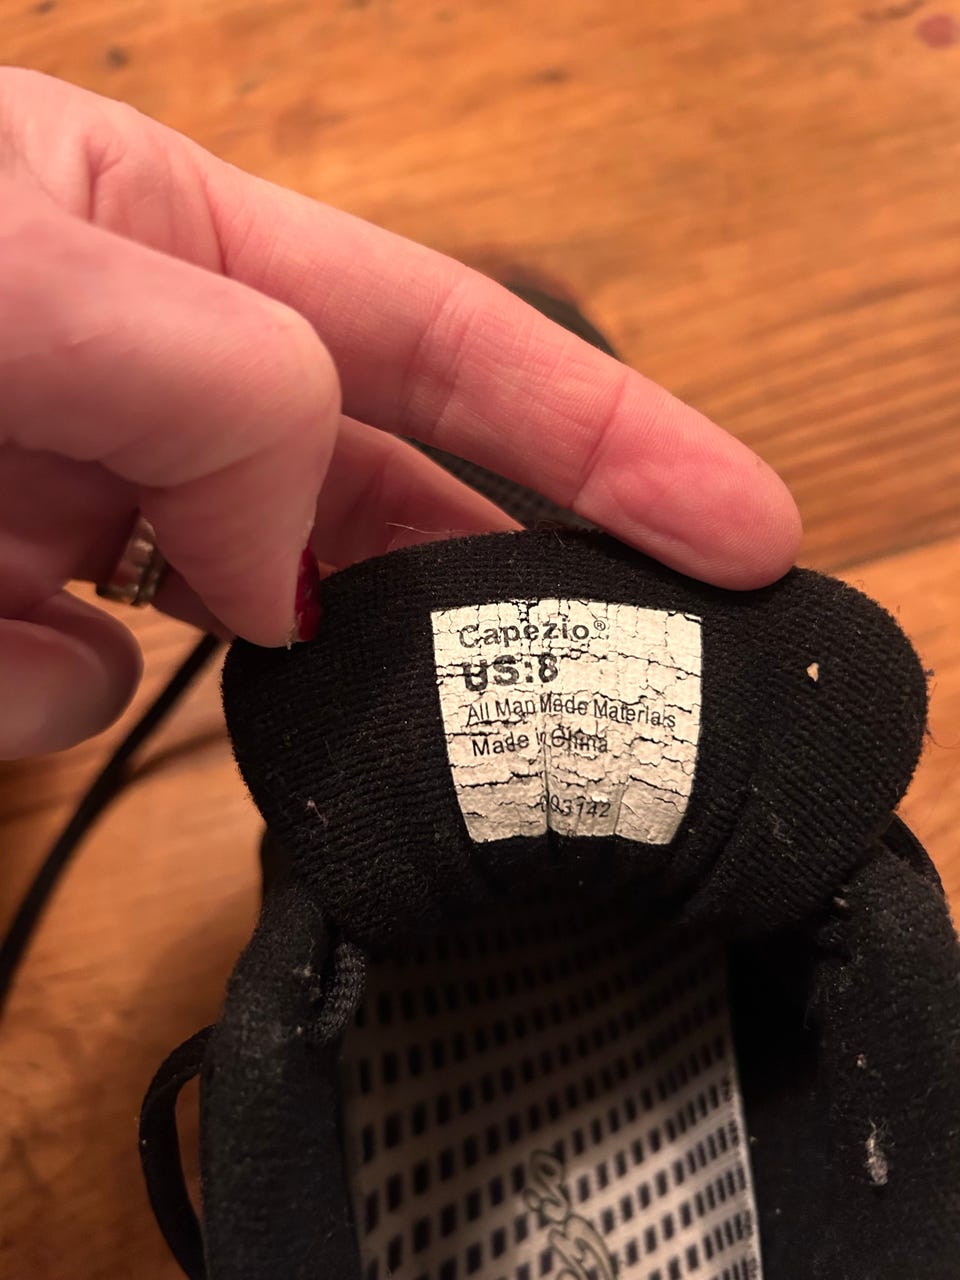 Capezio®
US:8
All Man Made Materials
Made in China